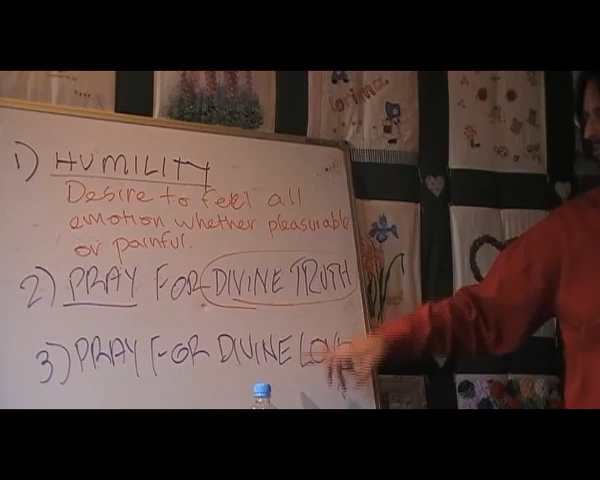 1) HUMILITY
Desire to feel all
emotion whether pleasurable
or painful.
2) PRAY FOR DIVINE TRUTH
3) PRAY FOR DIVINE